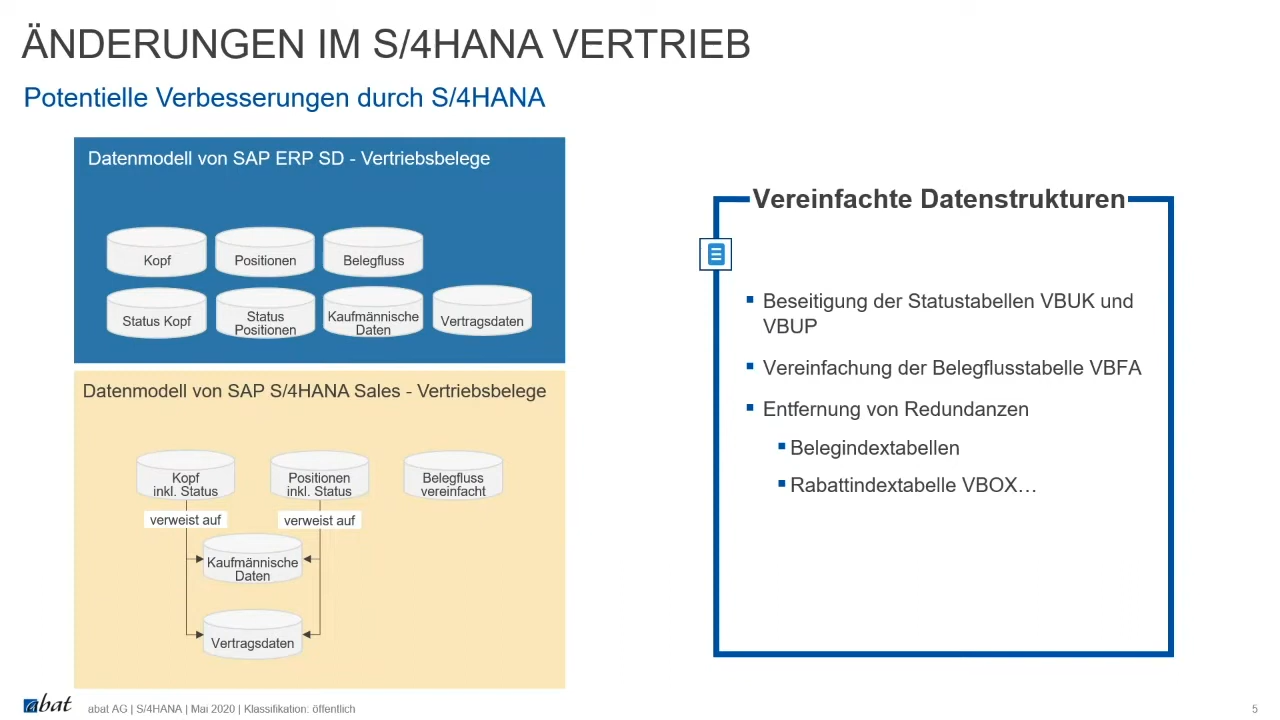 ÄNDERUNGEN IM S/4HANA VERTRIEB
Potentielle Verbesserungen durch S/4HANA
Datenmodell von SAP ERP SD - Vertriebsbelege
Kopf
Positionen
Belegfluss
Status Kopf
Status
Positionen
Kaufmännische
Daten
Vertragsdaten
Datenmodell von SAP S/4HANA Sales - Vertriebsbelege
Kopf
inkl. Status
Positionen
inkl. Status
Belegfluss
vereinfacht
verweist auf
verweist auf
Kaufmännische
Daten
Vertragsdaten
Vereinfachte Datenstrukturen
Beseitigung der Statustabellen VBUK und
VBUP
Vereinfachung der Belegflusstabelle VBFA
Entfernung von Redundanzen
Belegindextabellen
Rabattindextabelle VBOX…
abat
abat AG | S/4HANA | Mai 2020 | Klassifikation: öffentlich
5